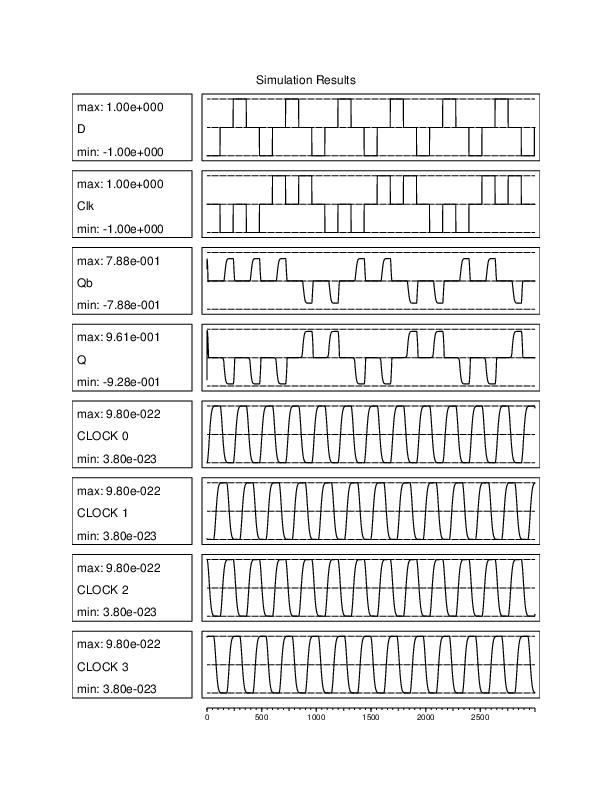 Simulation Results
max: 1.00e+000
D
min: -1.00e+000
max: 1.00e+000
Clk
min: -1.00e+000
max: 7.88e-001
Qb
min: -7.88e-001
max: 9.61e-001
Q
min: -9.28e-001
max: 9.80e-022
CLOCK 0
min: 3.80e-023
max: 9.80e-022
CLOCK 1
min: 3.80e-023
max: 9.80e-022
CLOCK 2
min: 3.80e-023
max: 9.80e-022
CLOCK 3
min: 3.80e-023
0 500 1000 1500 2000 2500